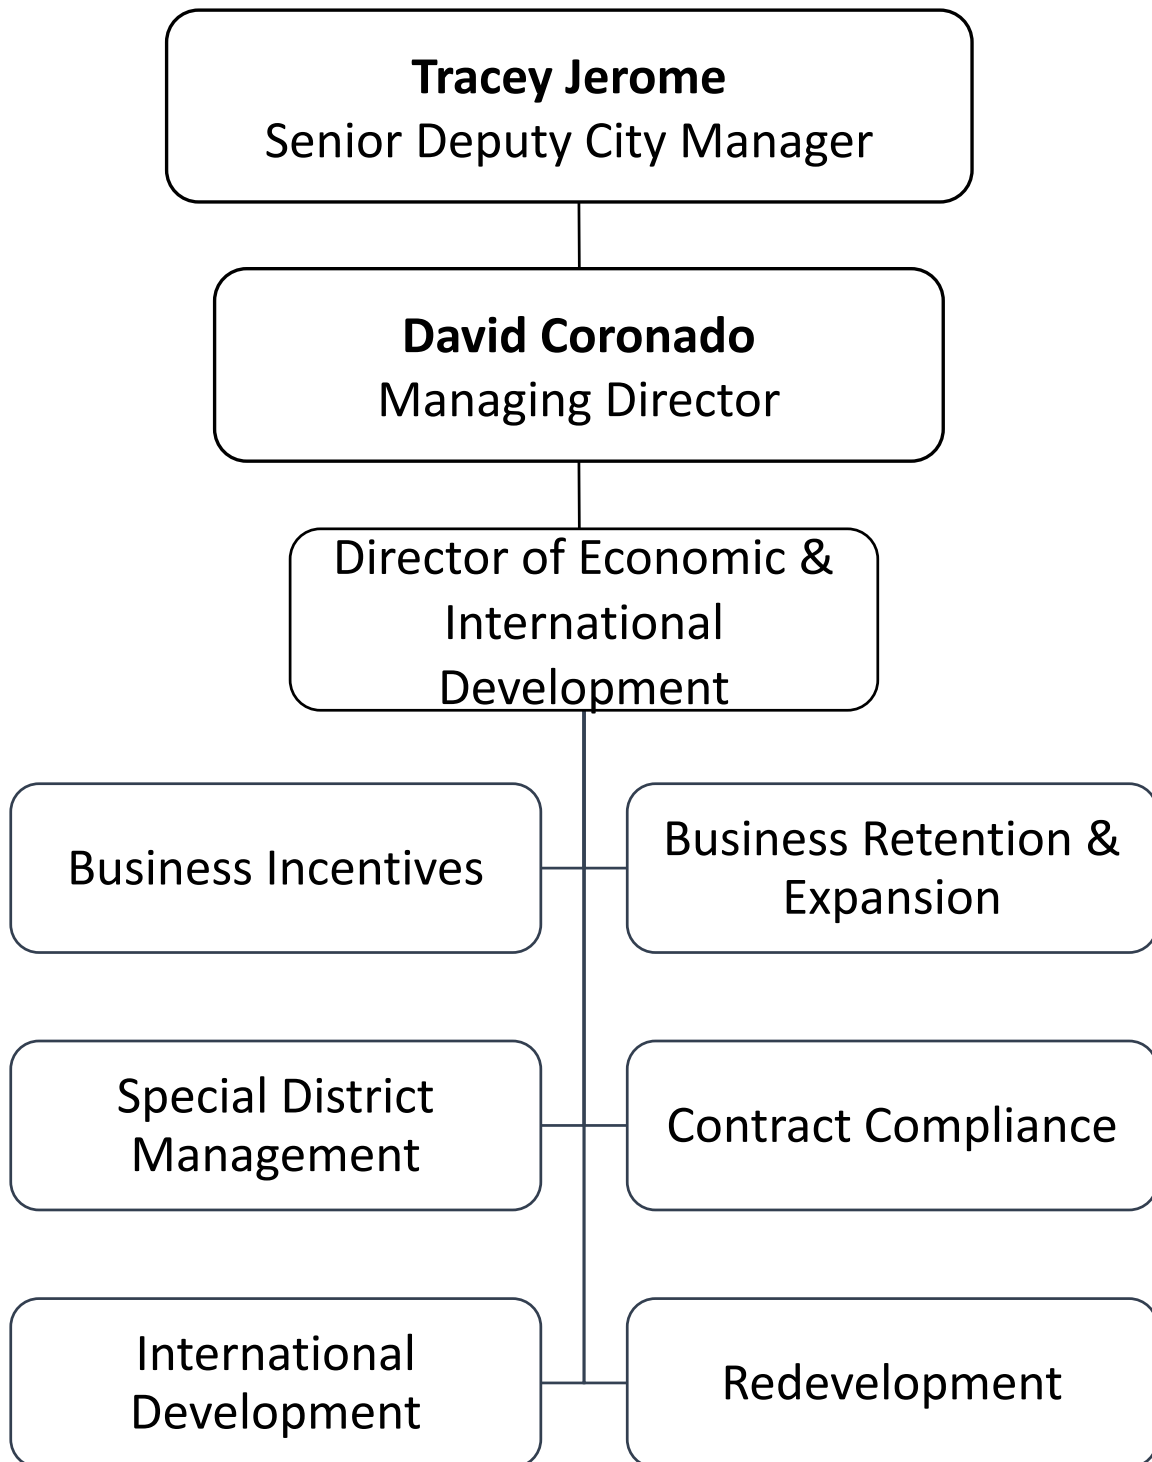 Tracey Jerome
Senior Deputy City Manager
David Coronado
Managing Director
Director of Economic &
International
Development
Business Incentives
Business Retention &
Expansion
Special District
Management
Contract Compliance
International
Development
Redevelopment